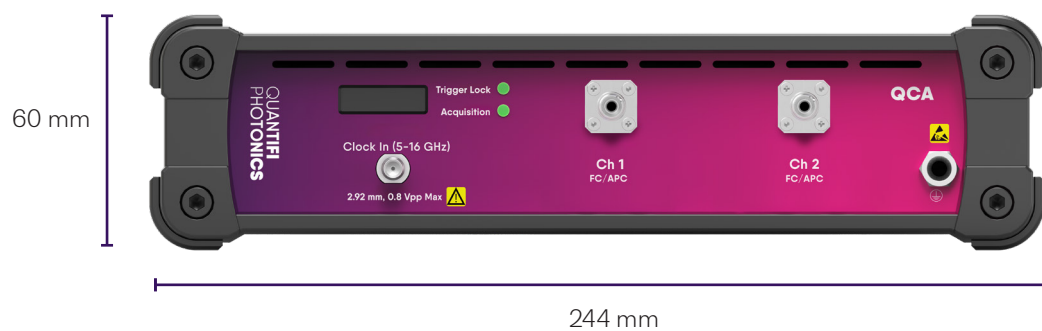 60 mm
QUANTIFI
PHOTONICS
Trigger Lock
Acquisition
Clock In (5-16 GHz)
2.92 mm, 0.8 Vpp Max
Ch 1
FC/APC
Ch 2
FC/APC
QCA
244 mm